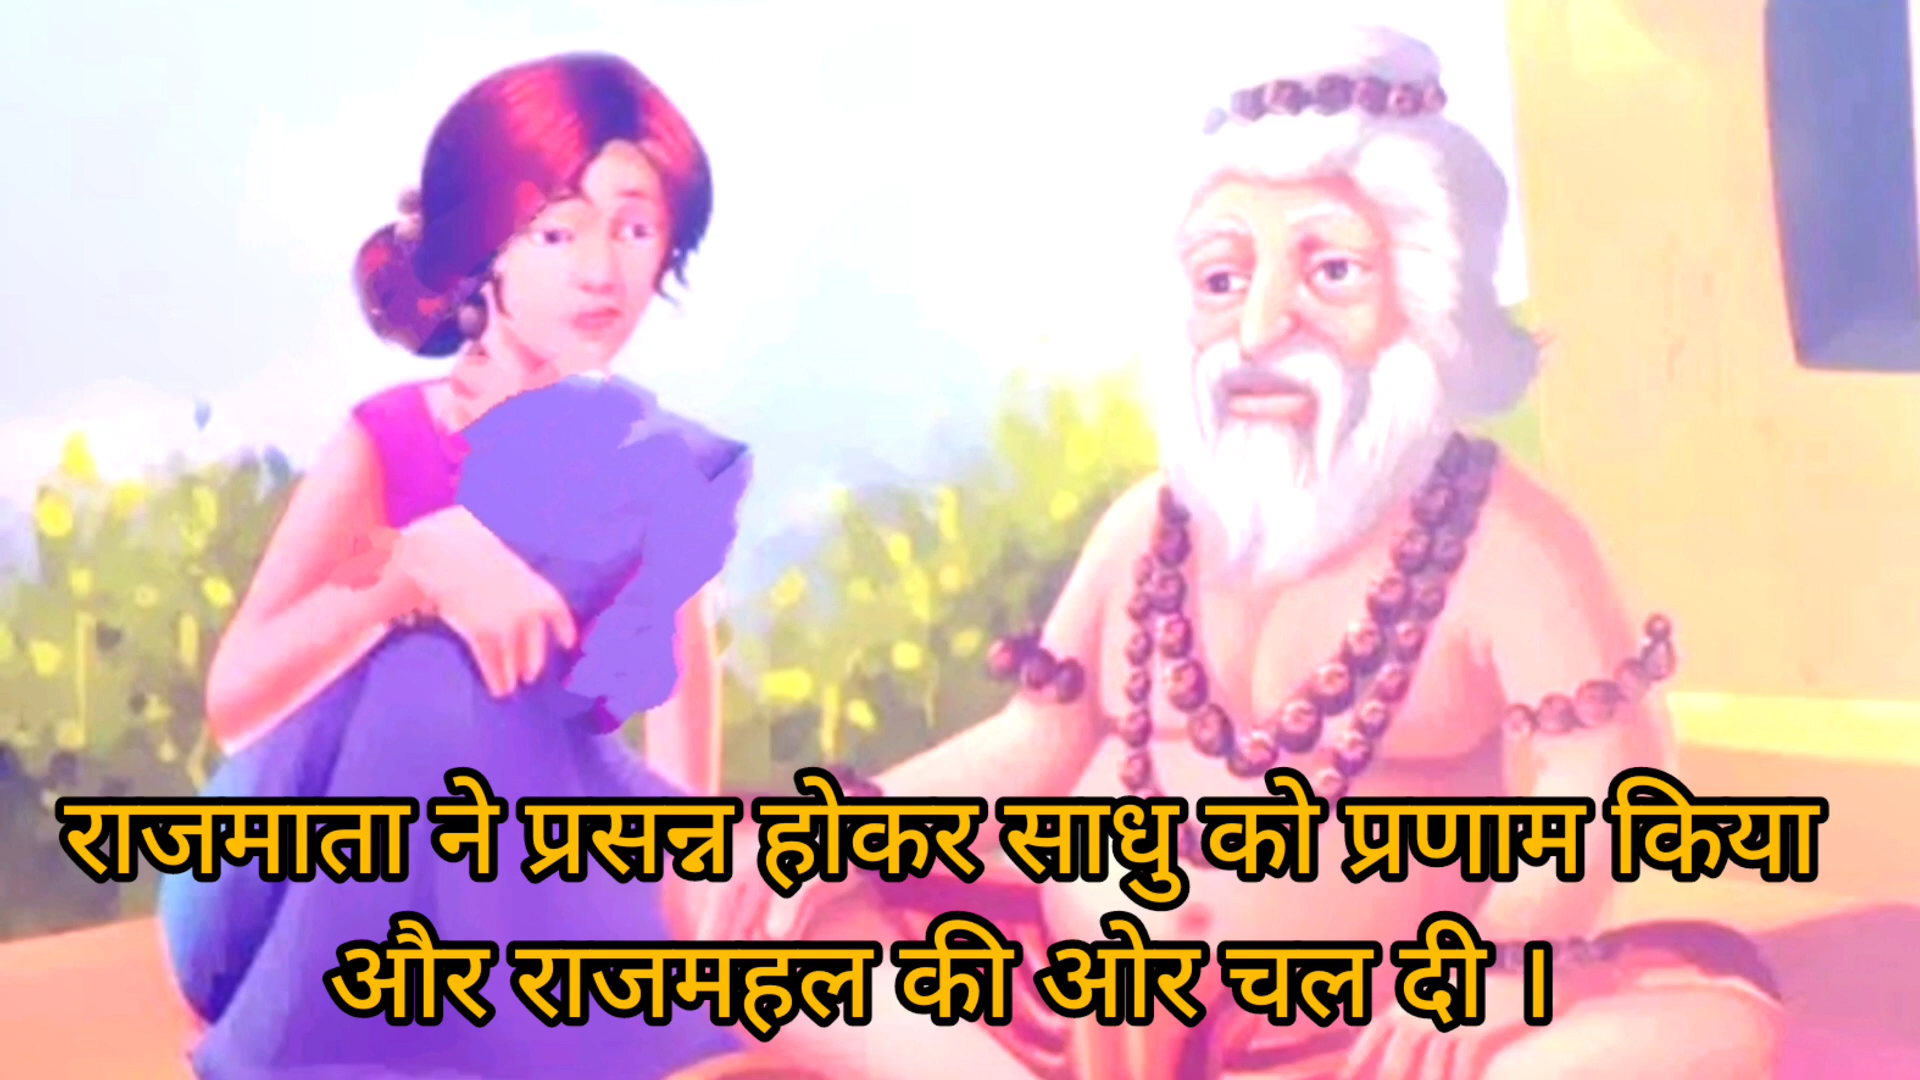 राजमाता ने प्रसन्न होकर साधु को प्रणाम किया
और राजमहल की ओर चल दी ।